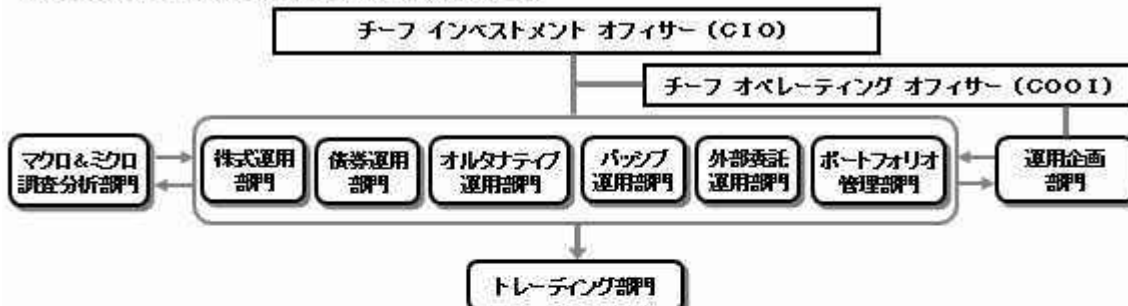 チーフ インベストメント オフィサー (CIO)
チーフ オペレーティング オフィサー (COOI)
マクロ&ミクロ
調査分析部門
株式運用
部門
債券運用
部門
オルタナティブ
運用部門
パッシブ
運用部門
外部委託
運用部門
ポートフォリオ
管理部門
運用企画
部門
トレーディング部門